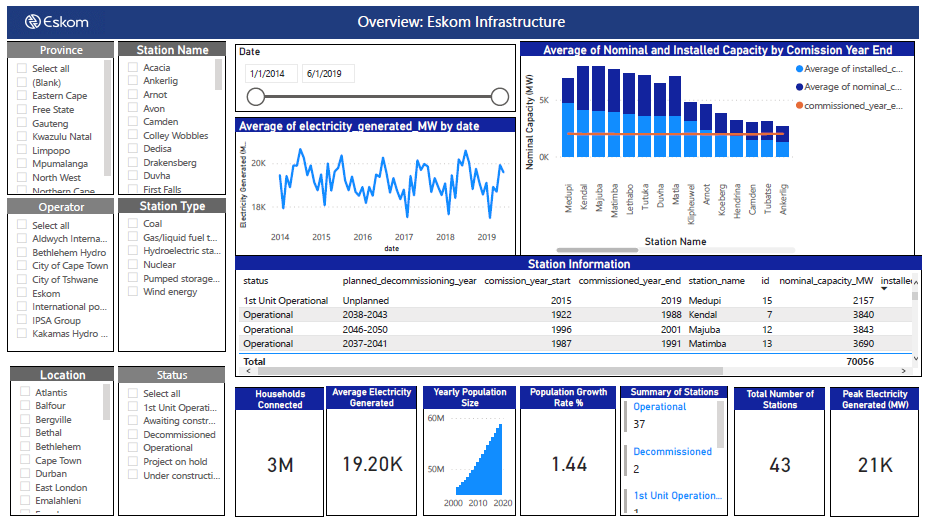 Eskom
Overview: Eskom Infrastructure
Province
Select all
(Blank)
Eastern Cape
Free State
Gauteng
Kwazulu Natal
Limpopo
Mpumalanga
North West
Northern Cape
Station Name
Acacia
Ankerlig
Arnot
Avon
Camden
Colley Wobbles
Dedisa
Drakensberg
Duvha
First Falls
Date
1/1/2014
6/1/2019
Average of electricity_generated_MW by date
Electricity Generated (M...
20K
18K
2014 2015 2016 2017 2018 2019
date
Average of Nominal and Installed Capacity by Comission Year End
Nominal Capacity (MW)
5K
0K
Medupi
Kendal
Majuba
Matimba
Lethabo
Tutuka
Duvha
Matla
Klipheuwel
Arnot
Koeberg
Hendrina
Camden
Tubatse
Ankerlig
Station Name
Average of installed_c...
Average of nominal_c...
commissioned_year_e...
Operator
Select all
Aldwych Interna...
Bethlehem Hydro
City of Cape Town
City of Tshwane
Eskom
International po...
IPSA Group
Kakamas Hydro ...
Station Type
Coal
Gas/liquid fuel t...
Hydroelectric sta...
Nuclear
Pumped storage...
Wind energy
Station Information
status planned_decommissioning_year comission_year_start commissioned_year_end station_name id nominal_capacity_MW installe
1st Unit Operational Unplanned 2015 2019 Medupi 15 2157
Operational 2038-2043 1922 1988 Kendal 7 3840
Operational 2046-2050 1996 2001 Majuba 12 3843
Operational 2037-2041 1987 1991 Matimba 13 3690
Total 70056
Location
Atlantis
Balfour
Bergville
Bethal
Bethlehem
Cape Town
Durban
East London
Emalahleni
Status
Select all
1st Unit Operati...
Awaiting constr...
Decommissioned
Operational
Project on hold
Under constructi...
Households
Connected
3M
Average Electricity
Generated
19.20K
Yearly Population
Size
60M
50M
2000 2010 2020
Population Growth
Rate %
1.44
Summary of Stations
Operational
37
Decommissioned
2
1st Unit Operation...
1
Total Number of
Stations
43
Peak Electricity
Generated (MW)
21K